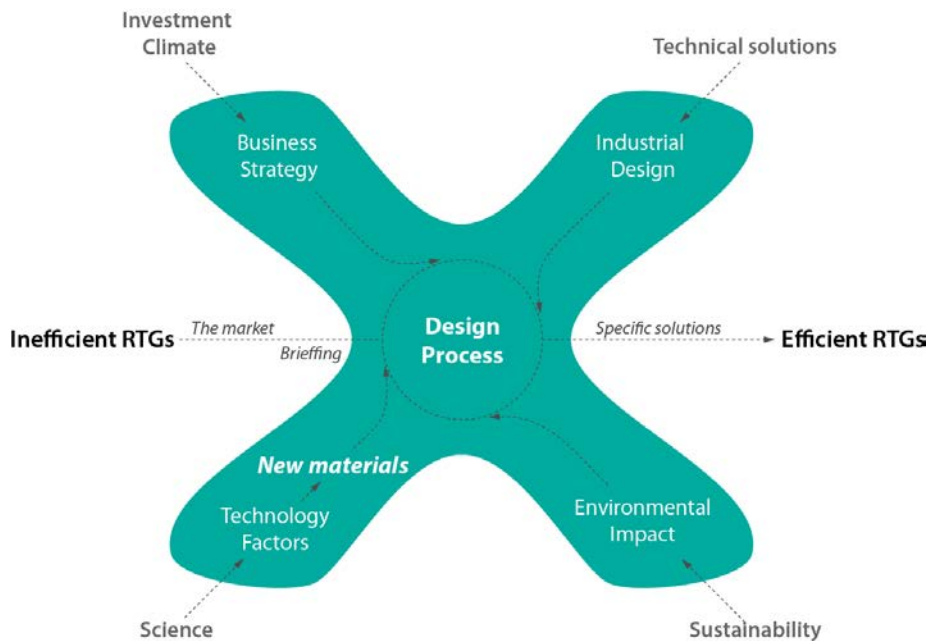 Investment
Climate
Technical solutions
Business
Strategy
Industrial
Design
Inefficient RTGs
The market
Brieffing
Design
Process
Specific solutions
Efficient RTGs
New materials
Technology
Factors
Environmental
Impact
Science
Sustainability